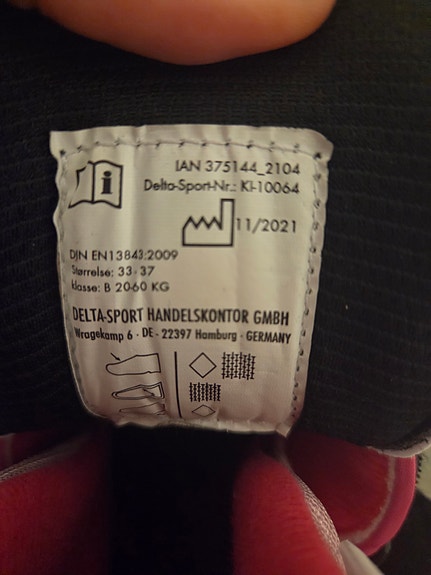 i
IAN 375144_2104
Delta-Sport-Nr.: KI-10064
11/2021
DIN EN13843:2009
Størrelse: 33-37
klasse: B 20-60 KG
DELTA-SPORT HANDELSKONTOR GMBH
Wragekamp 6 · DE - 22397 Hamburg · GERMANY